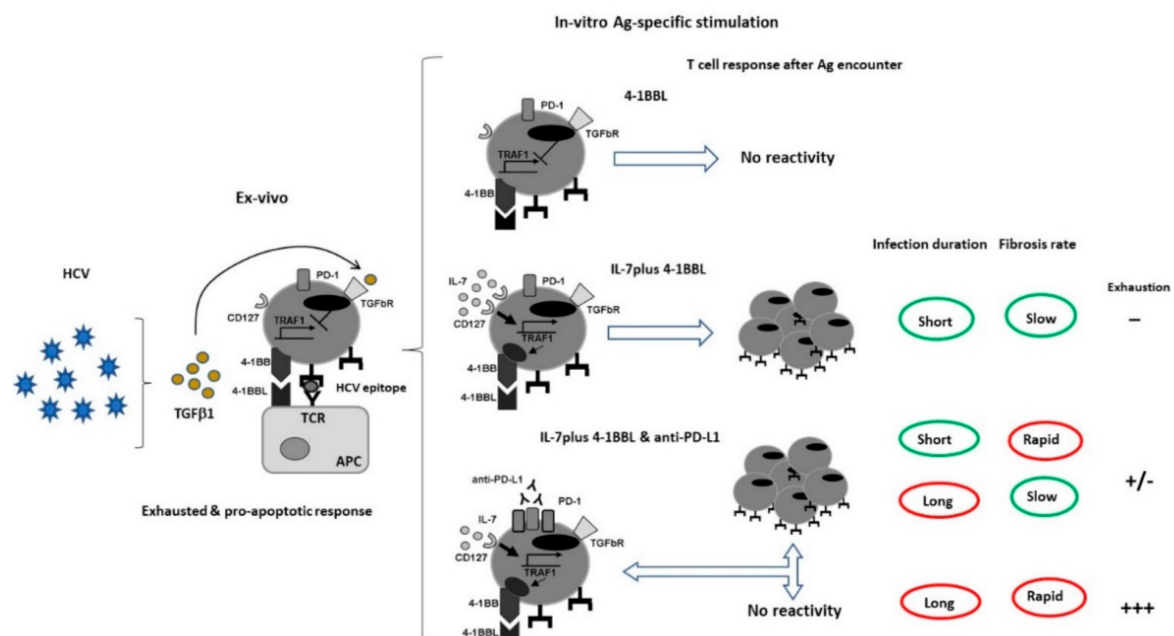 In-vitro Ag-specific stimulation
T cell response after Ag encounter
4-1BBL
PD-1
TGFbR
TRAF1
4-1BB
No reactivity
Ex-vivo
HCV
TGFβ1
PD-1
TGFbR
CD127
TRAF1
4-1BB
4-1BBL
HCV epitope
TCR
APC
Exhausted & pro-apoptotic response
IL-7plus 4-1BBL
IL-7
PD-1
TGFbR
CD127
TRAF1
4-1BB
4-1BBL
Infection duration
Fibrosis rate
Exhaustion
Short
Slow
–
IL-7plus 4-1BBL & anti-PD-L1
anti-PD-L1
PD-1
IL-7
TGFbR
CD127
TRAF1
4-1BB
4-1BBL
Short
Rapid
+/-
Long
Slow
No reactivity
Long
Rapid
+++